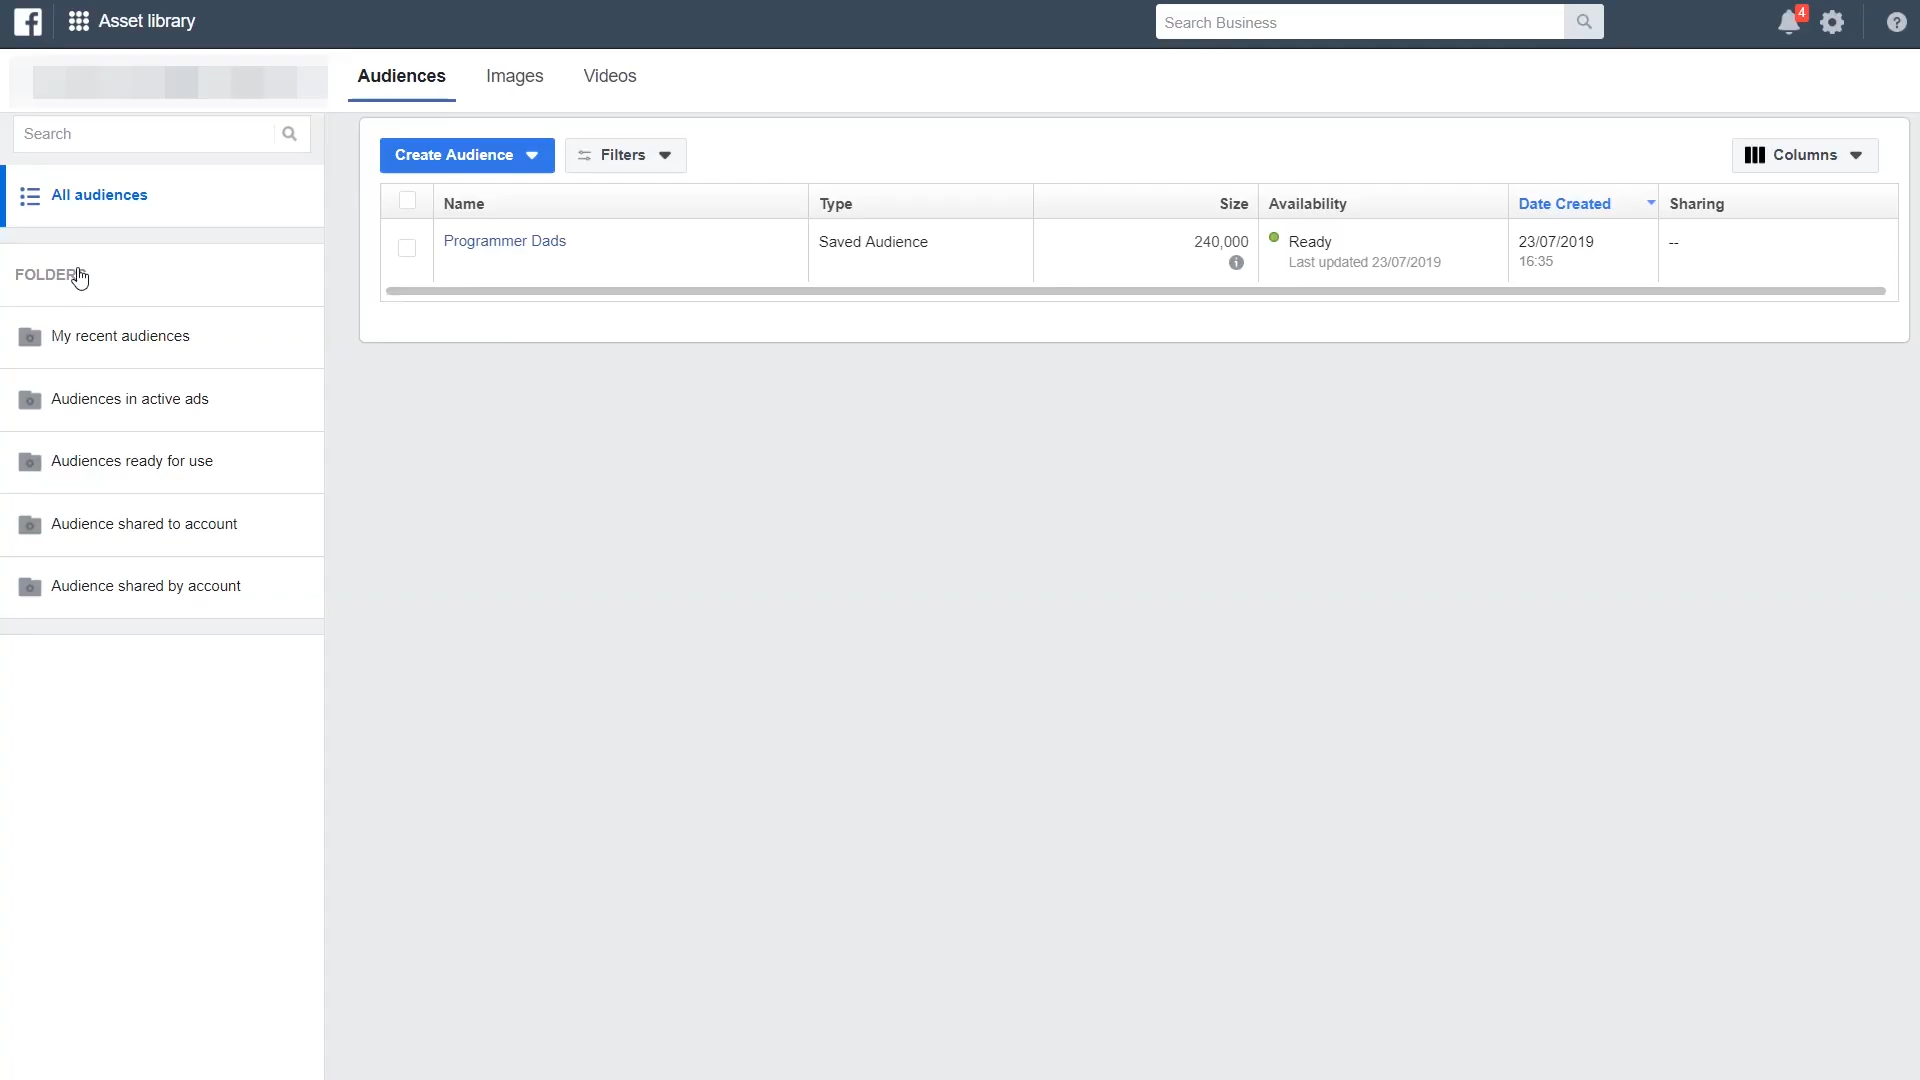 Asset library
Search Business
4
?
Audiences Images Videos
Search
Create Audience Filters Columns
All audiences
Name Type Size Availability Date Created Sharing
Programmer Dads Saved Audience 240,000 Ready 23/07/2019 --
Last updated 23/07/2019 16:35
My recent audiences
Audiences in active ads
Audiences ready for use
Audience shared to account
Audience shared by account